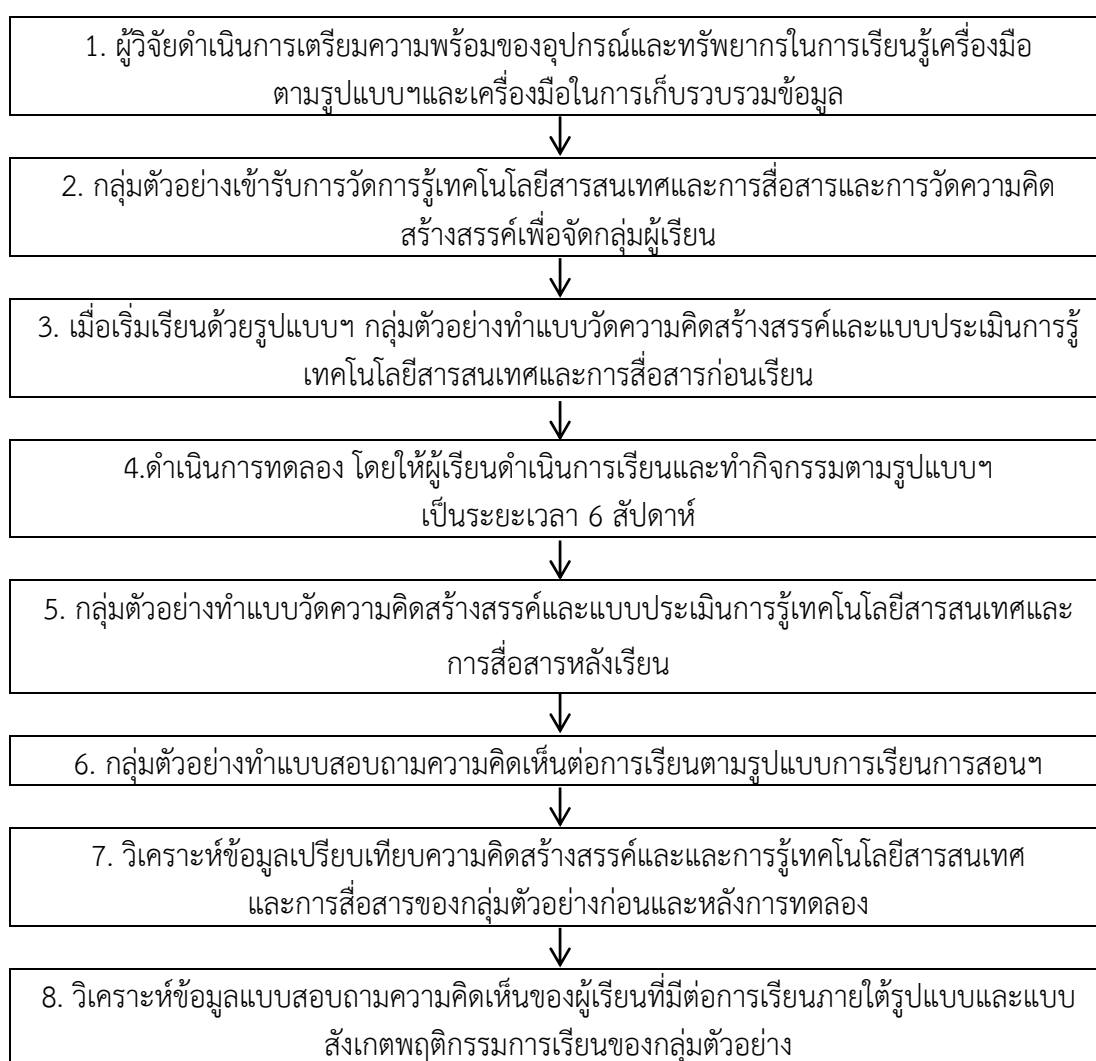 1. ผู้วิจัยดำเนินการเตรียมความพร้อมของอุปกรณ์และทรัพยากรในการเรียนรู้เครื่องมือ
ตามรูปแบบฯและเครื่องมือในการเก็บรวบรวมข้อมูล
2. กลุ่มตัวอย่างเข้ารับการวัดการรู้เทคโนโลยีสารสนเทศและการสื่อสารและการวัดความคิด
สร้างสรรค์เพื่อจัดกลุ่มผู้เรียน
3. เมื่อเริ่มเรียนด้วยรูปแบบฯ กลุ่มตัวอย่างทำแบบวัดความคิดสร้างสรรค์และแบบประเมินการรู้
เทคโนโลยีสารสนเทศและการสื่อสารก่อนเรียน
4.ดำเนินการทดลอง โดยให้ผู้เรียนดำเนินการเรียนและทำกิจกรรมตามรูปแบบฯ
เป็นระยะเวลา 6 สัปดาห์
5. กลุ่มตัวอย่างทำแบบวัดความคิดสร้างสรรค์และแบบประเมินการรู้เทคโนโลยีสารสนเทศและ
การสื่อสารหลังเรียน
6. กลุ่มตัวอย่างทำแบบสอบถามความคิดเห็นต่อการเรียนตามรูปแบบการเรียนการสอนฯ
7. วิเคราะห์ข้อมูลเปรียบเทียบความคิดสร้างสรรค์และและการรู้เทคโนโลยีสารสนเทศ
และการสื่อสารของกลุ่มตัวอย่างก่อนและหลังการทดลอง
8. วิเคราะห์ข้อมูลแบบสอบถามความคิดเห็นของผู้เรียนที่มีต่อการเรียนภายใต้รูปแบบและแบบ
สังเกตพฤติกรรมการเรียนของกลุ่มตัวอย่าง